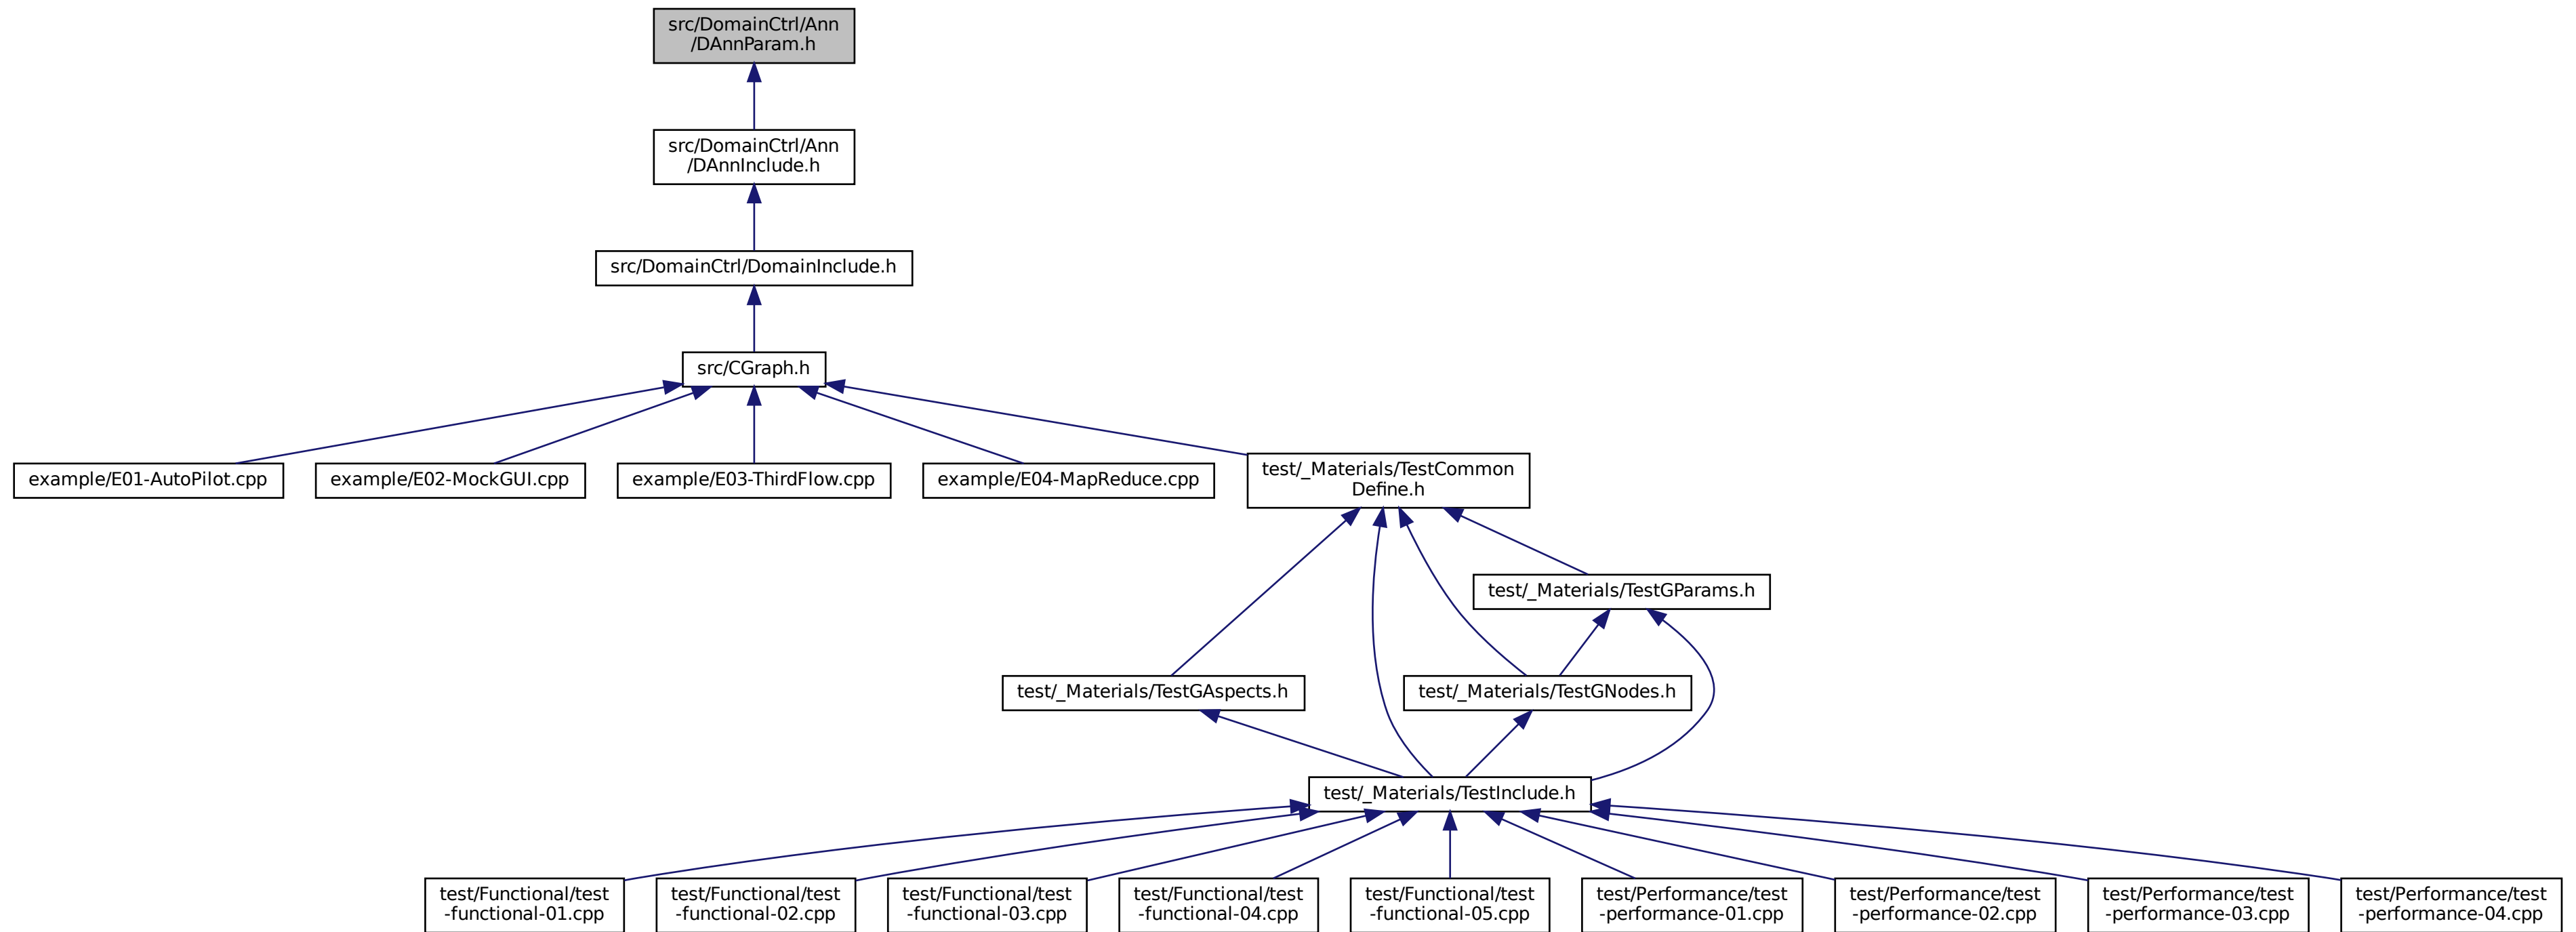 src/DomainCtrl/Ann
/DAnnParam.h
src/DomainCtrl/Ann
/DAnnInclude.h
src/DomainCtrl/DomainInclude.h
src/CGraph.h
example/E01-AutoPilot.cpp
example/E02-MockGUI.cpp
example/E03-ThirdFlow.cpp
example/E04-MapReduce.cpp
test/_Materials/TestCommon
Define.h
test/_Materials/TestGParams.h
test/_Materials/TestGAspects.h
test/_Materials/TestGNodes.h
test/_Materials/TestInclude.h
test/Functional/test
-functional-01.cpp
test/Functional/test
-functional-02.cpp
test/Functional/test
-functional-03.cpp
test/Functional/test
-functional-04.cpp
test/Functional/test
-functional-05.cpp
test/Performance/test
-performance-01.cpp
test/Performance/test
-performance-02.cpp
test/Performance/test
-performance-03.cpp
test/Performance/test
-performance-04.cpp